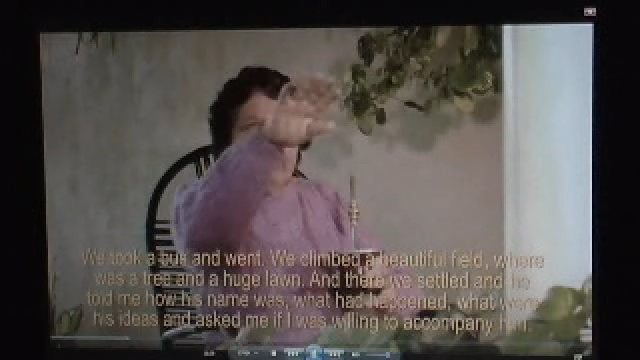 We took a bus and went. We climbed a beautiful field, where
was a tree and a huge lawn. And there we settled and he
told me how his name was, what had happened, what were
his ideas and asked me if I was willing to accompany him.